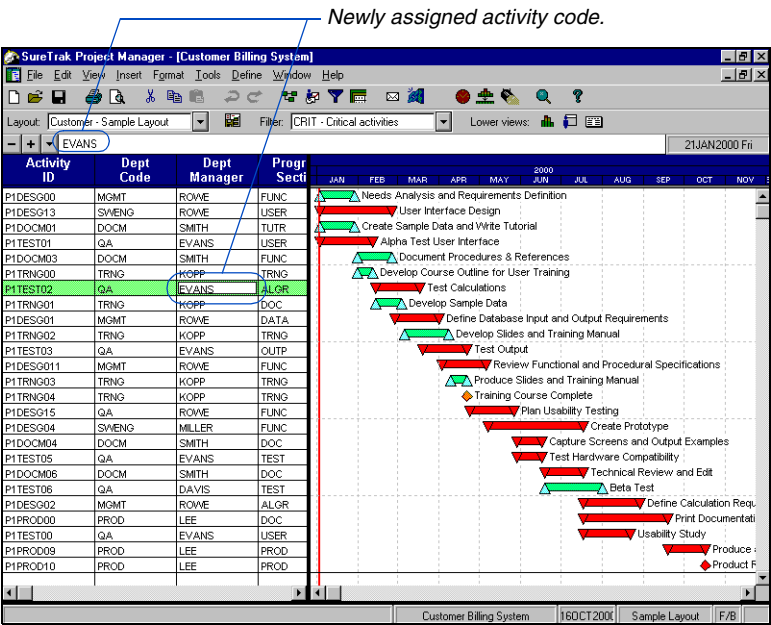 Newly assigned activity code.
SureTrak Project Manager - [Customer Billing System]
File Edit View Insert Format Tools Define Window Help
Layout: Customer - Sample Layout Filter: CRIT - Critical activities Lower views:
EVANS 21JAN2000 Fri
Activity ID Dept Code Dept Manager Progr Secti
2000
JAN FEB MAR APR MAY JUN JUL AUG SEP OCT NOV
P1DESG00 MGMT ROWE FUNC Needs Analysis and Requirements Definition
P1DESG13 SWENG ROWE USER User Interface Design
P1DOCM01 DOCM SMITH TUTR Create Sample Data and Write Tutorial
P1TEST01 QA EVANS USER Alpha Test User Interface
P1DOCM03 DOCM SMITH FUNC Document Procedures & References
P1TRNG00 TRNG KOPP TRNG Develop Course Outline for User Training
P1TEST02 QA EVANS ALGR Test Calculations
P1TRNG01 TRNG KOPP DOC Develop Sample Data
P1DESG01 MGMT ROWE DATA Define Database Input and Output Requirements
P1TRNG02 TRNG KOPP TRNG Develop Slides and Training Manual
P1TEST03 QA EVANS OUTP Test Output
P1DESG011 MGMT ROWE FUNC Review Functional and Procedural Specifications
P1TRNG03 TRNG KOPP TRNG Produce Slides and Training Manual
P1TRNG04 TRNG KOPP TRNG Training Course Complete
P1DESG15 QA ROWE FUNC Plan Usability Testing
P1DESG04 SWENG MILLER FUNC Create Prototype
P1DOCM04 DOCM SMITH DOC Capture Screens and Output Examples
P1TEST05 QA EVANS TEST Test Hardware Compatibility
P1DOCM06 DOCM SMITH DOC Technical Review and Edit
P1TEST06 QA DAVIS TEST Beta Test
P1DESG02 MGMT ROWE ALGR Define Calculation Requ
P1PROD00 PROD LEE DOC Print Documentati
P1TEST00 QA EVANS USER Usability Study
P1PROD09 PROD LEE PROD Produce
P1PROD10 PROD LEE PROD Product F
Customer Billing System 16OCT200 Sample Layout F/B